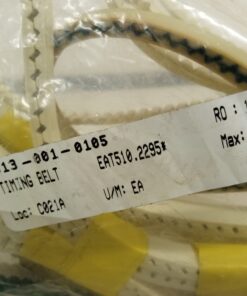 13-001-0105
TIMING BELT
EAT510.2295*
Loc: C021A
U/M: EA
RO :
Max: